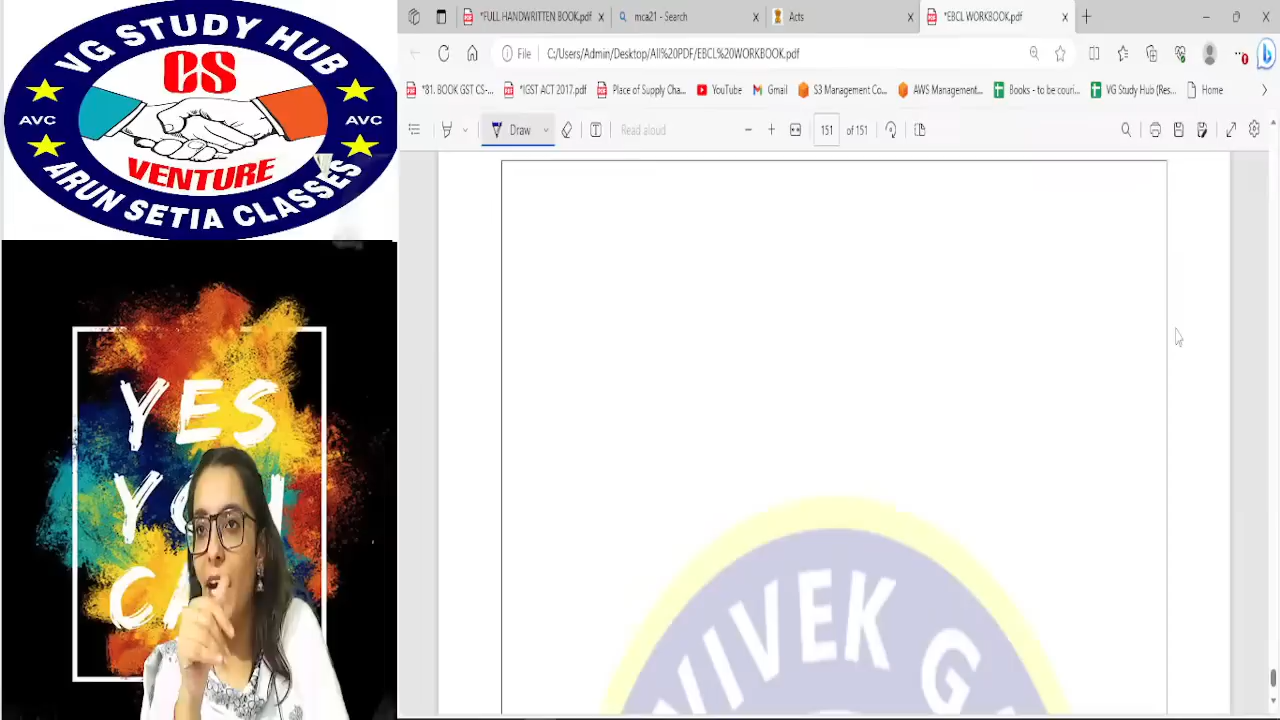 VG STUDY HUB
CS
AVC
AVC
VENTURE
ARUN SETIA CLASSES
YES
CA
*FULL HANDWRITTEN BOOK.pdf
mca21 - Search
Acts
*EBCL WORKBOOK.pdf
File
C:/Users/Admin/Desktop/All%20PDF/EBCL%20WORKBOOK.pdf
*81. BOOK GST CS-...
*IGST ACT 2017.pdf
Place of Supply Cha...
YouTube
Gmail
S3 Management Co...
AWS Management...
Books - to be couri...
VG Study Hub (Res...
Home
Draw
Read aloud
151
of 151
VIVEK G